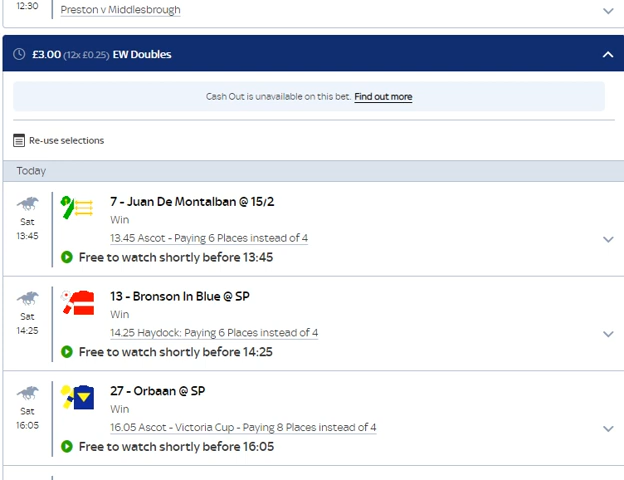 12:30
Preston v Middlesbrough
£3.00 (12x £0.25) EW Doubles
Cash Out is unavailable on this bet. Find out more
Re-use selections
Today
Sat
13:45
7 - Juan De Montalban @ 15/2
Win
13.45 Ascot - Paying 6 Places instead of 4
Free to watch shortly before 13:45
Sat
14:25
13 - Bronson In Blue @ SP
Win
14.25 Haydock: Paying 6 Places instead of 4
Free to watch shortly before 14:25
Sat
16:05
27 - Orbaan @ SP
Win
16.05 Ascot - Victoria Cup - Paying 8 Places instead of 4
Free to watch shortly before 16:05